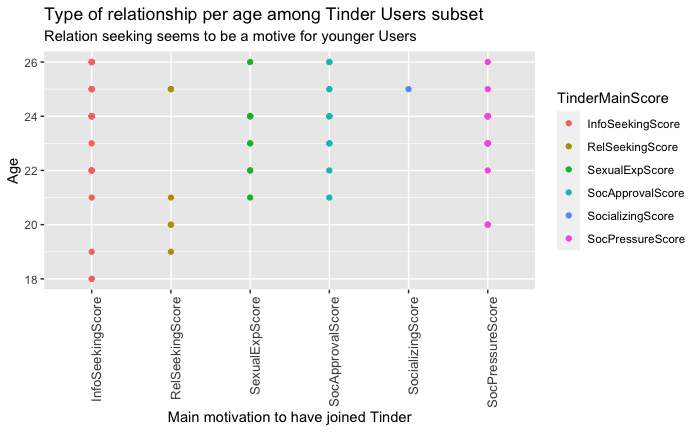 Type of relationship per age among Tinder Users subset
Relation seeking seems to be a motive for younger Users
26
24
22
20
18
Age
InfoSeekingScore
RelSeekingScore
SexualExpScore
SocApprovalScore
SocializingScore
SocPressureScore
Main motivation to have joined Tinder
TinderMainScore
InfoSeekingScore
RelSeekingScore
SexualExpScore
SocApprovalScore
SocializingScore
SocPressureScore